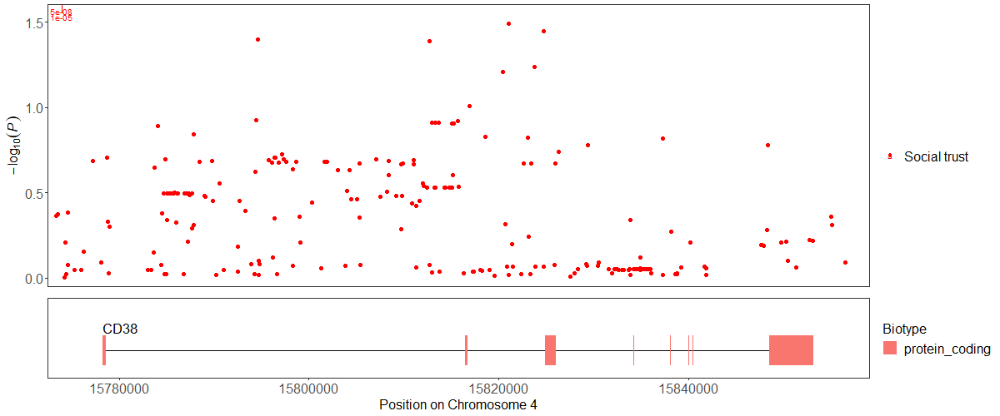 5e-08
1e-05
1.5
1.0
0.5
0.0
−log10(P)
Social trust
CD38
Biotype
protein_coding
15780000 15800000 15820000 15840000
Position on Chromosome 4